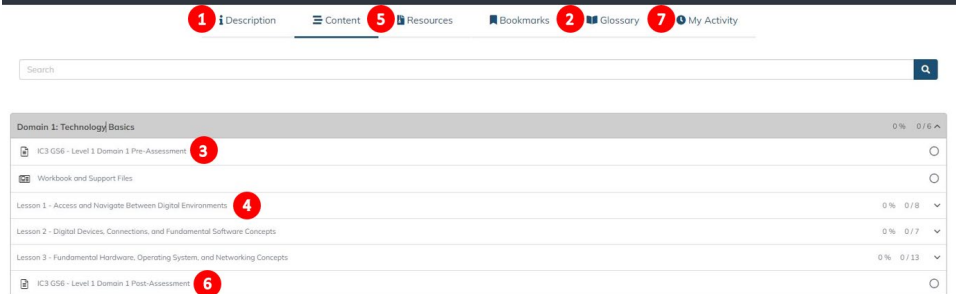 1 Description Content 5 Resources Bookmarks 2 Glossary 7 My Activity
Search
Domain 1: Technology Basics 0 % 0/6
IC3 GS6 - Level 1 Domain 1 Pre-Assessment 3
Workbook and Support Files
Lesson 1 - Access and Navigate Between Digital Environments 4 0 % 0/8
Lesson 2 - Digital Devices, Connections, and Fundamental Software Concepts 0 % 0/7
Lesson 3 - Fundamental Hardware, Operating System, and Networking Concepts 0 % 0/13
IC3 GS6 - Level 1 Domain 1 Post-Assessment 6